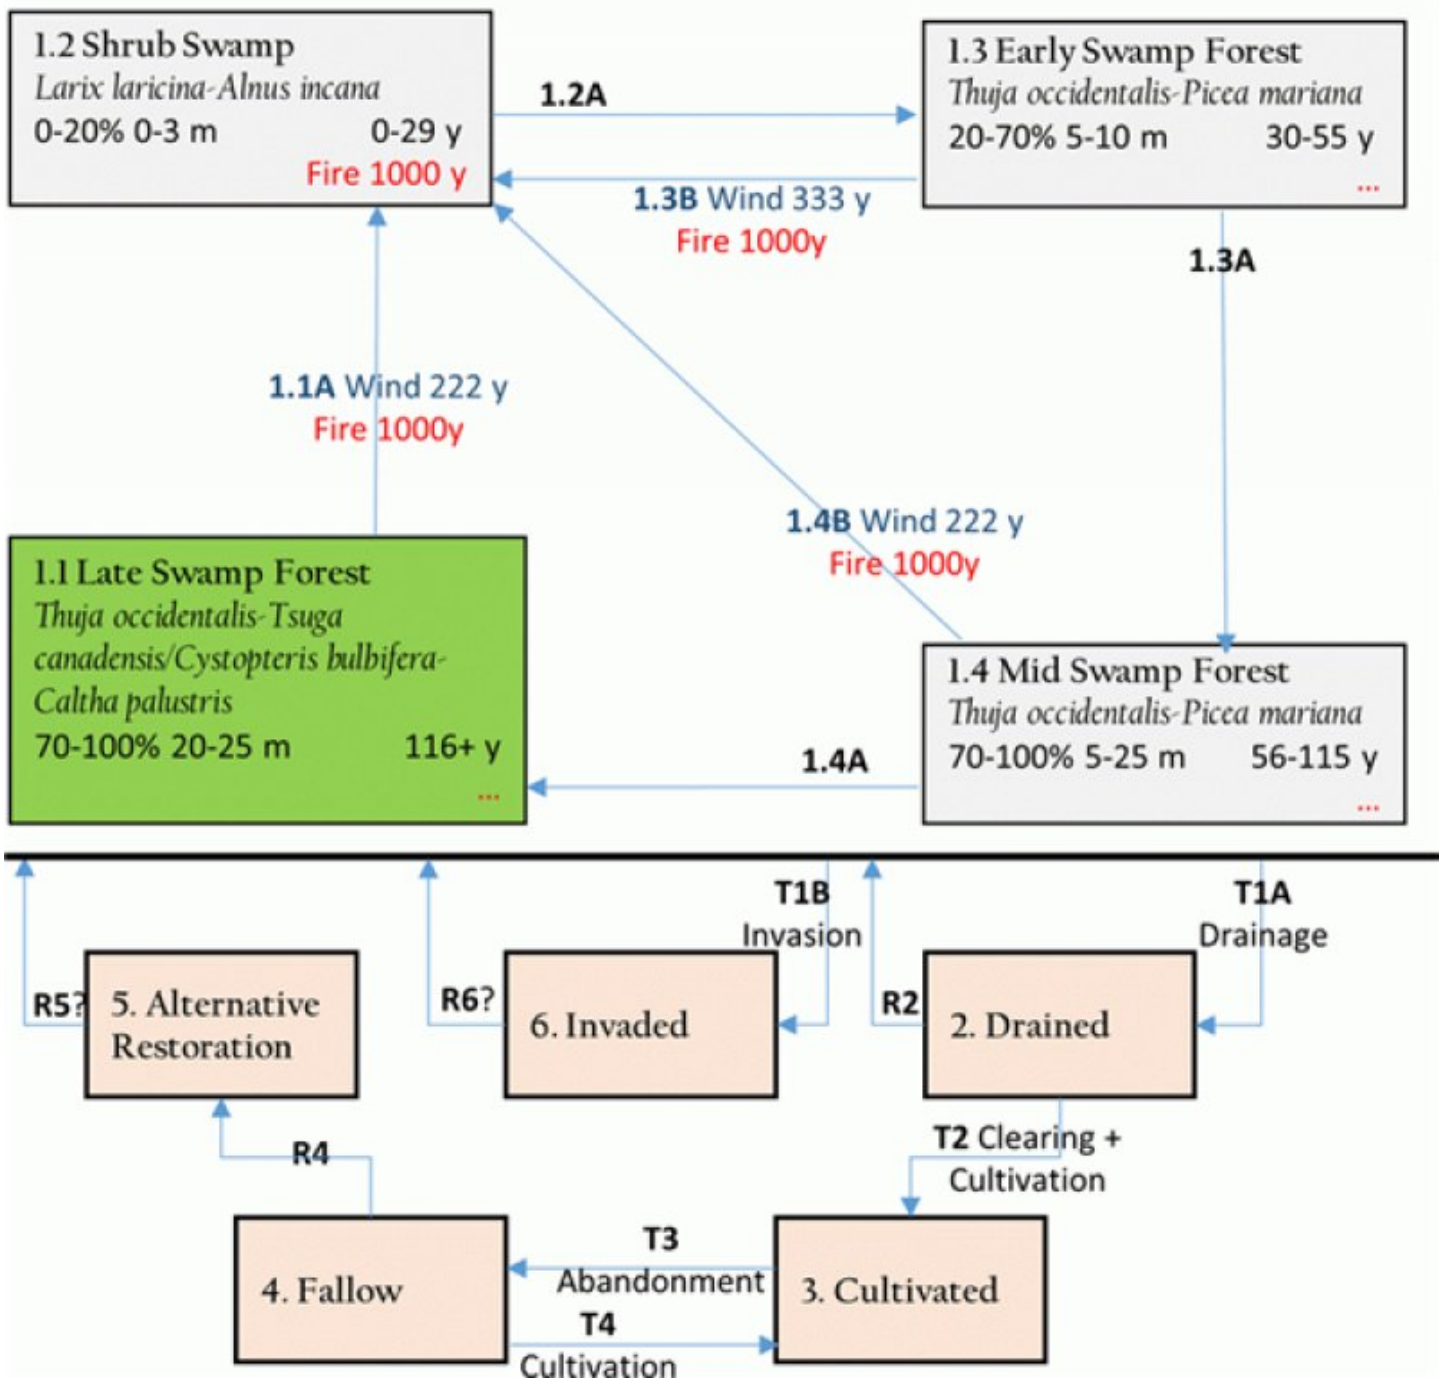 1.2 Shrub Swamp
Larix laricina-Alnus incana
0-20% 0-3 m 0-29 y
Fire 1000 y
1.2A
1.3 Early Swamp Forest
Thuja occidentalis-Picea mariana
20-70% 5-10 m 30-55 y
...
1.3B Wind 333 y
Fire 1000y
1.3A
1.1A Wind 222 y
Fire 1000y
1.4B Wind 222 y
Fire 1000y
1.1 Late Swamp Forest
Thuja occidentalis-Tsuga
canadensis/Cystopteris bulbifera-
Caltha palustris
70-100% 20-25 m 116+ y
...
1.4A
1.4 Mid Swamp Forest
Thuja occidentalis-Picea mariana
70-100% 5-25 m 56-115 y
...
T1B
Invasion
T1A
Drainage
R5?
5. Alternative
Restoration
R6?
6. Invaded
R2
2. Drained
R4
T2 Clearing +
Cultivation
4. Fallow
T3
Abandonment
T4
Cultivation
3. Cultivated